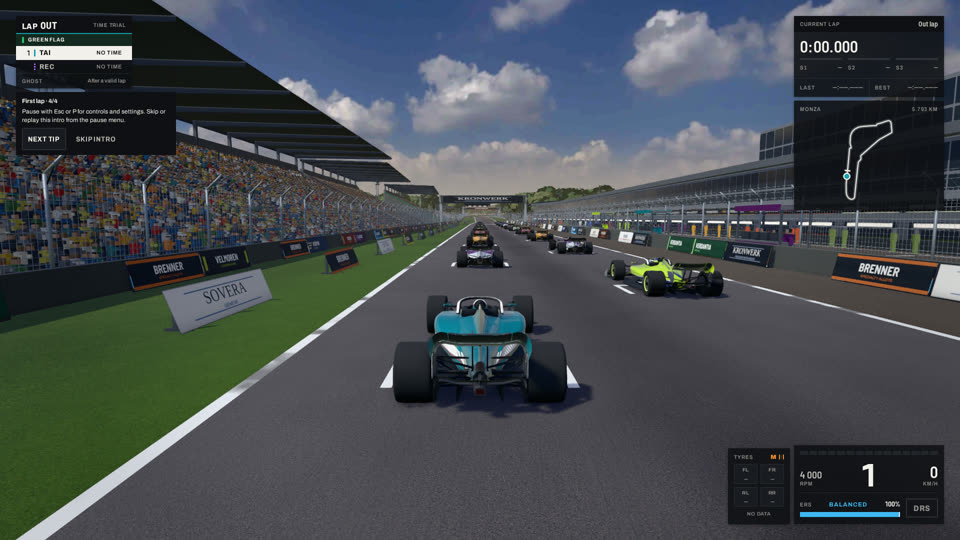 LAP OUT TIME TRIAL
GREEN FLAG
1 TAI NO TIME
REC NO TIME
GHOST After a valid lap
First lap · 4/4
Pause with Esc or P for controls and settings. Skip or
replay this intro from the pause menu.
NEXT TIP SKIP INTRO
CURRENT LAP Out lap
0:00.000
S1 – S2 – S3 –
LAST –:––.––– BEST –:––.–––
MONZA 5.793 KM
KRONWERK
BRENNER
VELMOREN
BRENNER
SOVERA
KRONWERK
BRENNER
TYRES M
FL FR
– –
RL RR
– –
NO DATA
4 000 RPM
1
0 KM/H
ERS BALANCED 100%
DRS